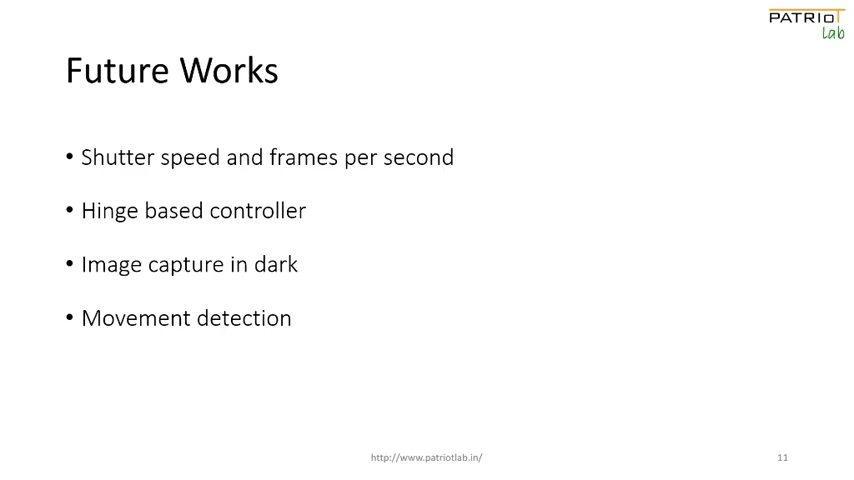 PATRIoT
lab
Future Works
• Shutter speed and frames per second
• Hinge based controller
• Image capture in dark
• Movement detection
http://www.patriotlab.in/
11